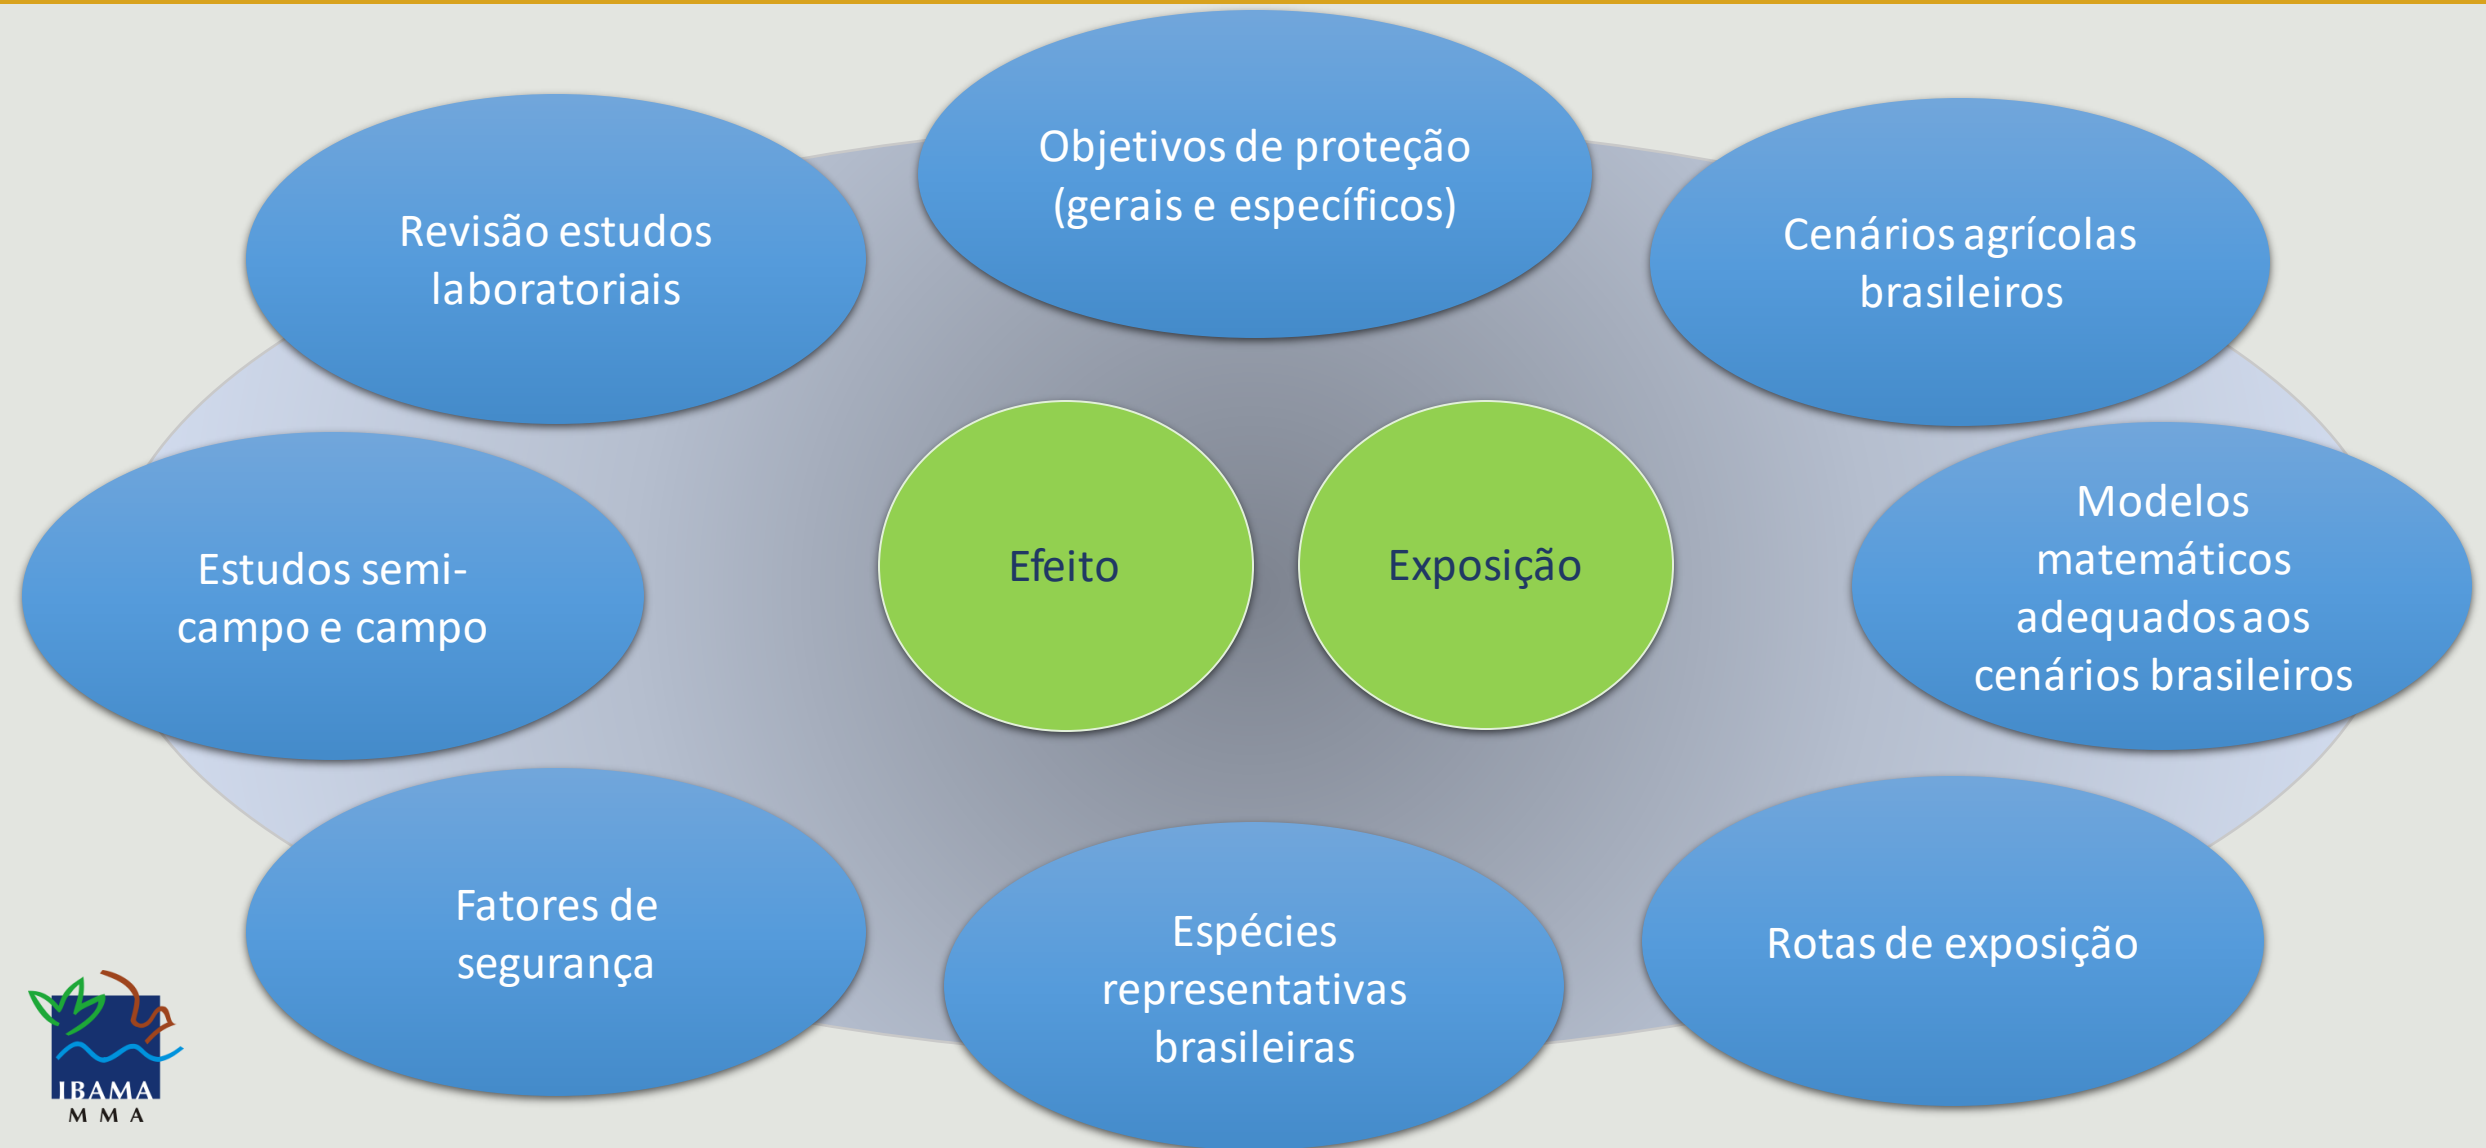 Objetivos de proteção
(gerais e específicos)
Revisão estudos
laboratoriais
Cenários agrícolas
brasileiros
Estudos semi-
campo e campo
Efeito
Exposição
Modelos
matemáticos
adequados aos
cenários brasileiros
Fatores de
segurança
Espécies
representativas
brasileiras
Rotas de exposição
IBAMA
M M A